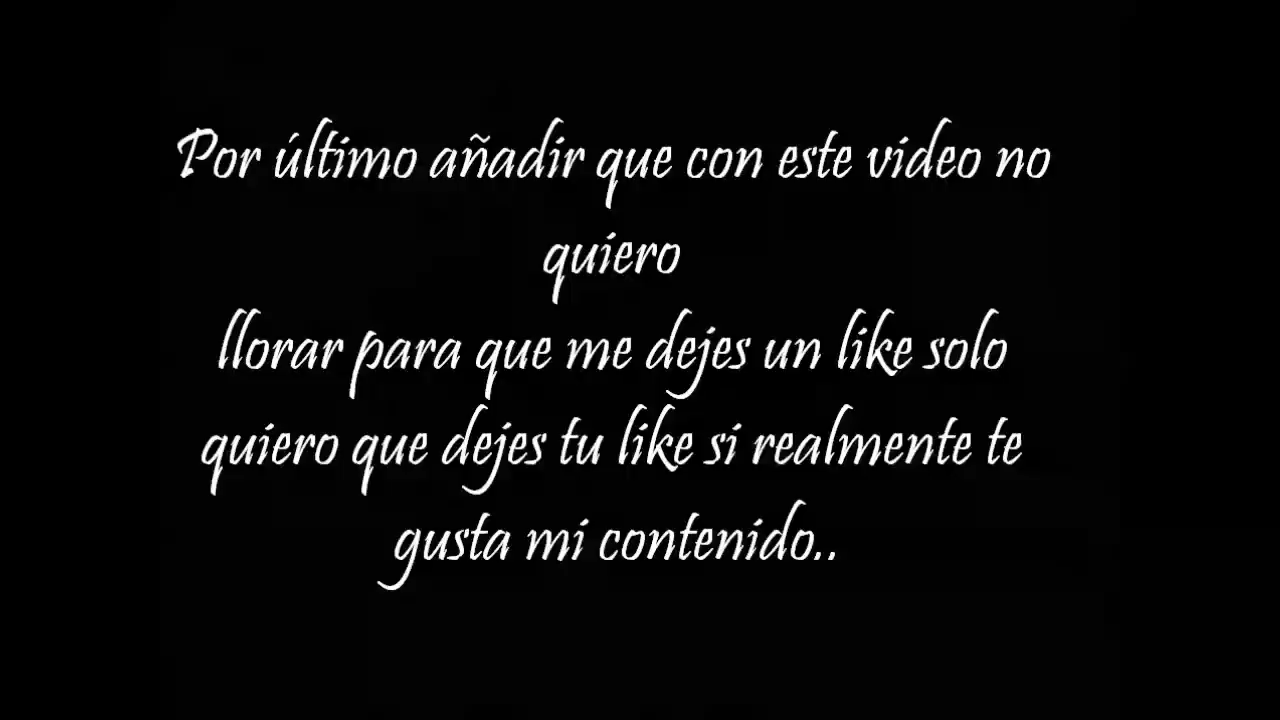 Por último añadir que con este video no
quiero
llorar para que me dejes un like solo
quiero que dejes tu like si realmente te
gusta mi contenido..